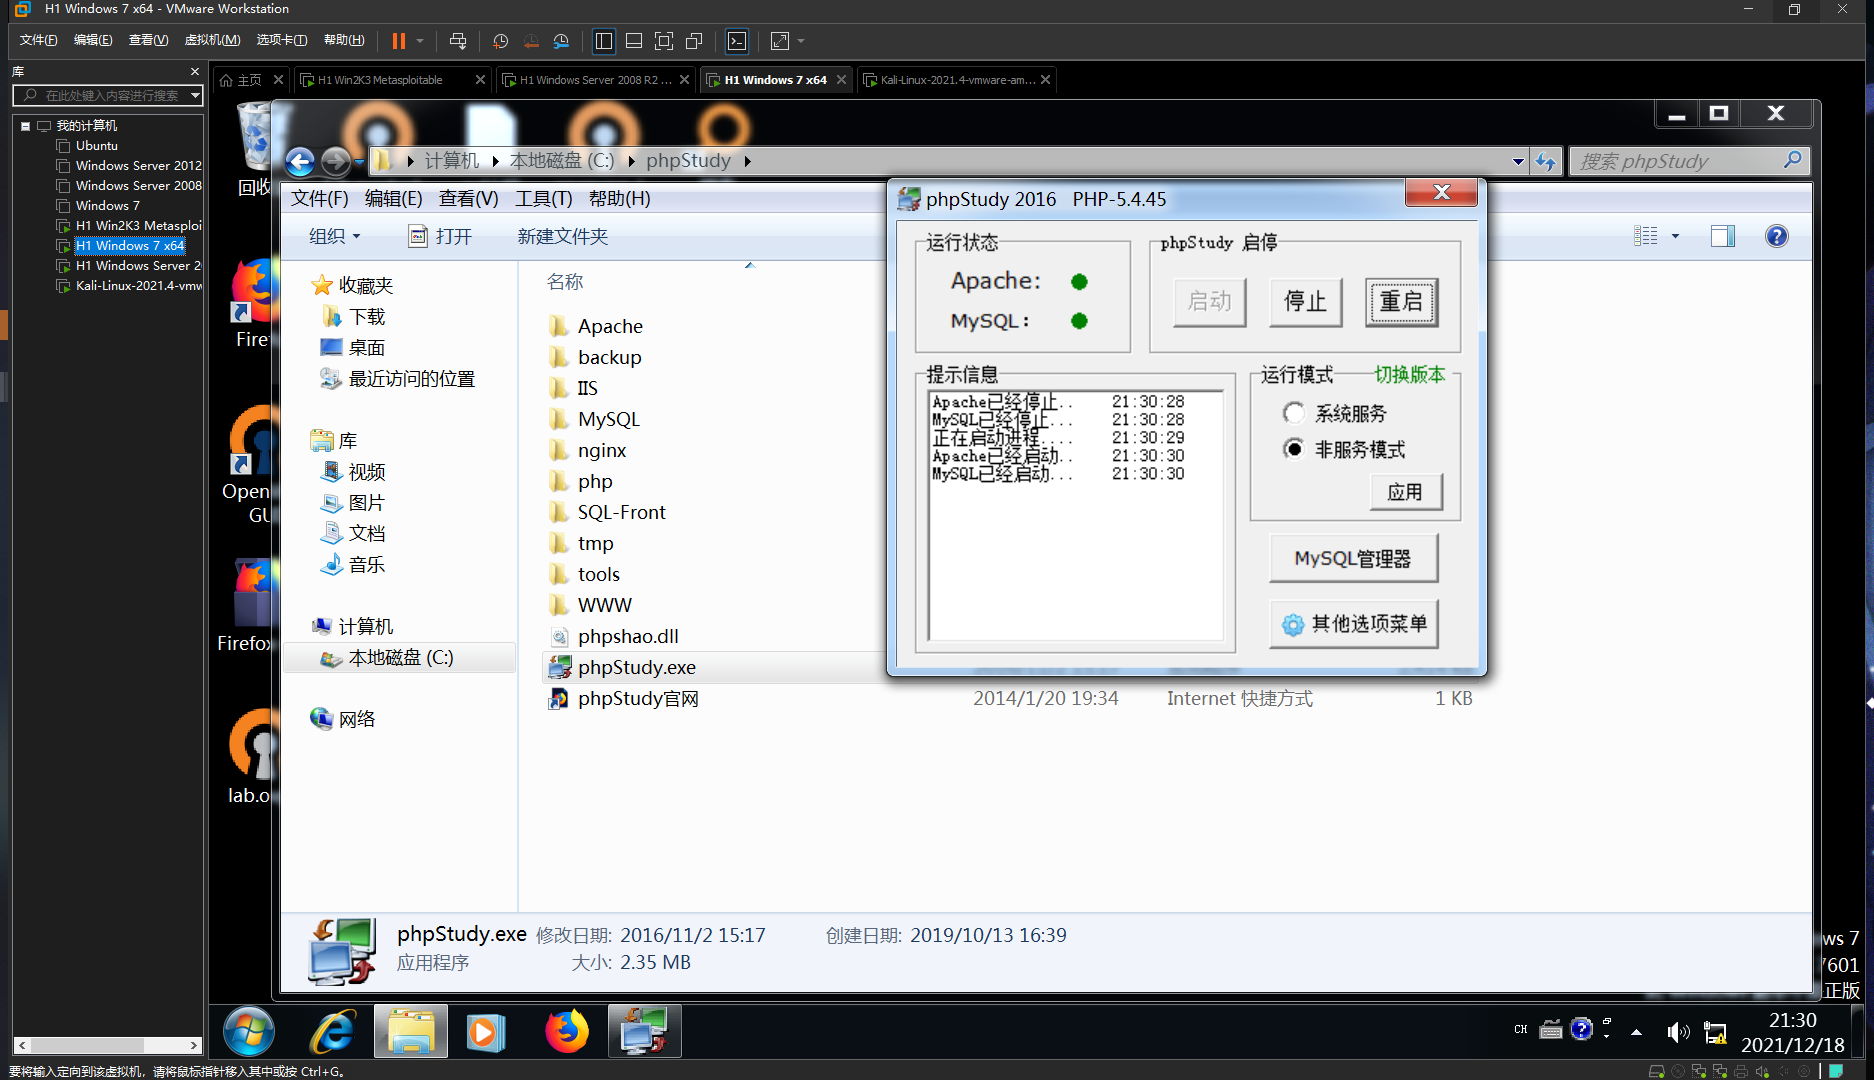 H1 Windows 7 x64 - VMware Workstation
文件(F) 编辑(E) 查看(V) 虚拟机(M) 选项卡(T) 帮助(H)
库
在此处键入内容进行搜索
我的计算机
Ubuntu
Windows Server 2012
Windows Server 2008
Windows 7
H1 Win2K3 Metasploi
H1 Windows 7 x64
H1 Windows Server 2
Kali-Linux-2021.4-vmw
主页
H1 Win2K3 Metasploitable
H1 Windows Server 2008 R2 ...
H1 Windows 7 x64
Kali-Linux-2021.4-vmware-am...
回收
Firef
Open
GU
Firefox
lab.o
计算机 本地磁盘 (C:) phpStudy
搜索 phpStudy
文件(F) 编辑(E) 查看(V) 工具(T) 帮助(H)
组织 打开 新建文件夹
收藏夹
下载
桌面
最近访问的位置
库
视频
图片
文档
音乐
计算机
本地磁盘 (C:)
网络
名称
Apache
backup
IIS
MySQL
nginx
php
SQL-Front
tmp
tools
WWW
phpshao.dll
phpStudy.exe
phpStudy官网 2014/1/20 19:34 Internet 快捷方式 1 KB
phpStudy 2016 PHP-5.4.45
运行状态
Apache:
MySQL:
phpStudy 启停
启动 停止 重启
提示信息
Apache已经停止.. 21:30:28
MySQL已经停止... 21:30:28
正在启动进程.... 21:30:29
Apache已经启动.. 21:30:30
MySQL已经启动... 21:30:30
运行模式 切换版本
系统服务
非服务模式
应用
MySQL管理器
其他选项菜单
phpStudy.exe 修改日期: 2016/11/2 15:17 创建日期: 2019/10/13 16:39
应用程序 大小: 2.35 MB
ws 7
7601
正版
CH
21:30
2021/12/18
要将输入定向到该虚拟机，请将鼠标指针移入其中或按 Ctrl+G。